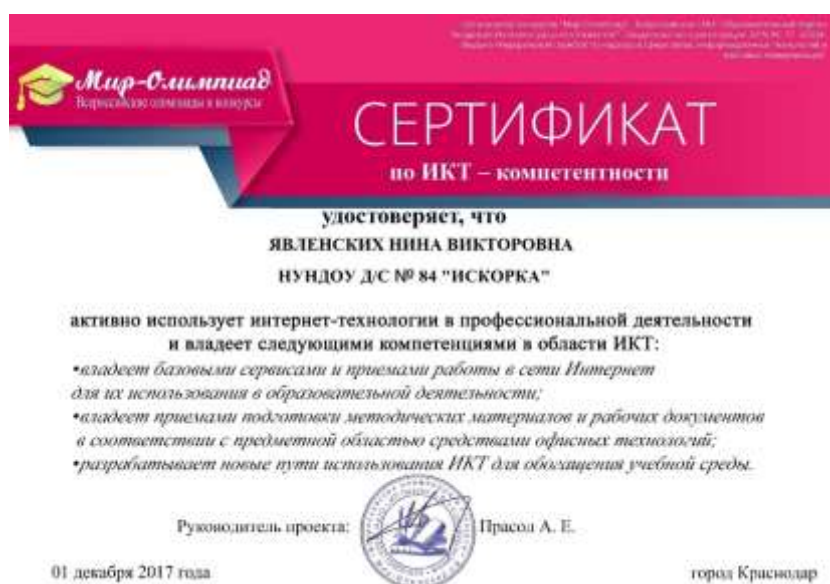 Мир-Олимпиад
Всероссийские олимпиады и конкурсы
СЕРТИФИКАТ
по ИКТ – компетентности
удостоверяет, что
ЯВЛЕНСКИХ НИНА ВИКТОРОВНА
НУНДОУ Д/С № 84 "ИСКОРКА"
активно использует интернет-технологии в профессиональной деятельности
и владеет следующими компетенциями в области ИКТ:
•владеет базовыми сервисами и приемами работы в сети Интернет
для их использования в образовательной деятельности;
•владеет приемами подготовки методических материалов и рабочих документов
в соответствии с предметной областью средствами офисных технологий;
•разрабатывает новые пути использования ИКТ для обогащения учебной среды.
Руководитель проекта: Прасол А. Е.
01 декабря 2017 года город Краснодар